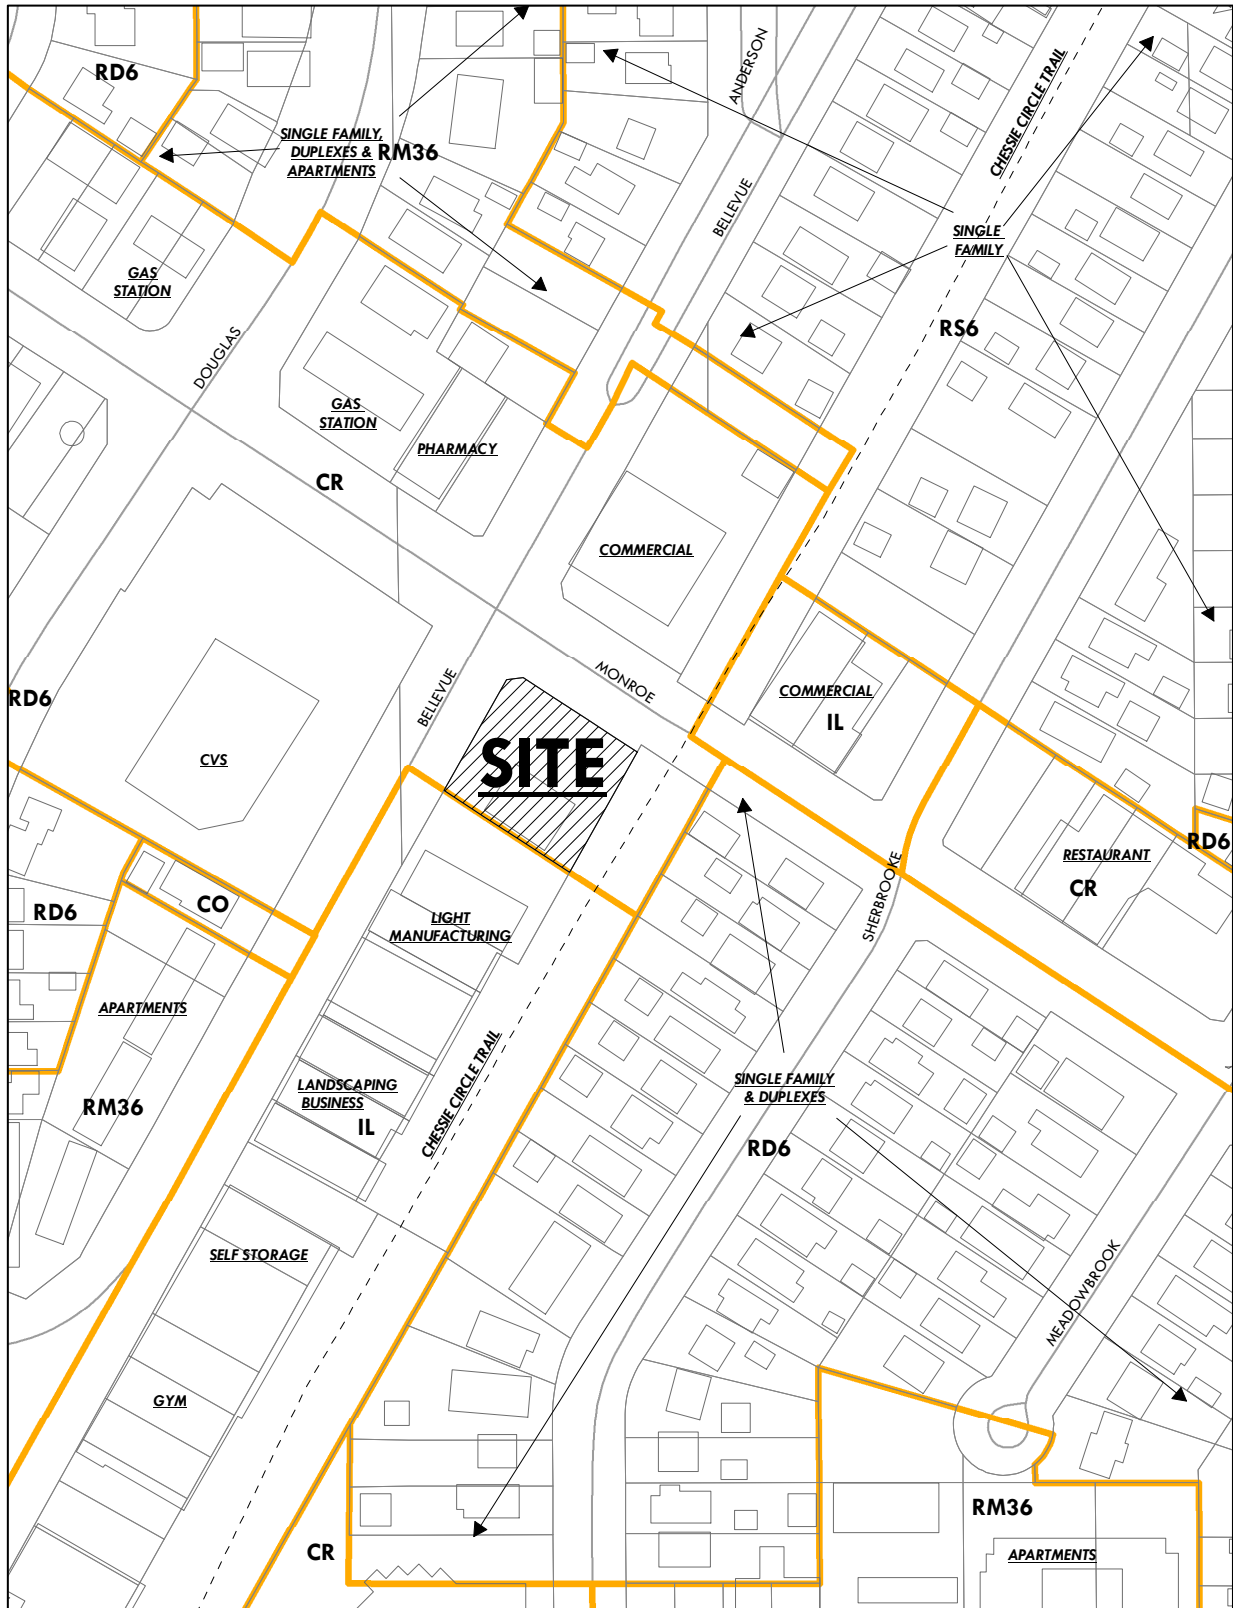 ANDERSON
RD6
CHESSIE CIRCLE TRAIL
SINGLE FAMILY,
DUPLEXES &
APARTMENTS
RM36
BELLEVUE
SINGLE
FAMILY
GAS
STATION
RS6
DOUGLAS
GAS
STATION
PHARMACY
CR
COMMERCIAL
MONROE
BELLEVUE
COMMERCIAL
IL
RD6
CVS
SITE
RD6
RESTAURANT
CR
SHERBROOKE
CO
RD6
LIGHT
MANUFACTURING
APARTMENTS
CHESSIE CIRCLE TRAIL
LANDSCAPING
BUSINESS
IL
SINGLE FAMILY
& DUPLEXES
RM36
RD6
SELF STORAGE
MEADOWBROOK
GYM
RM36
CR
APARTMENTS